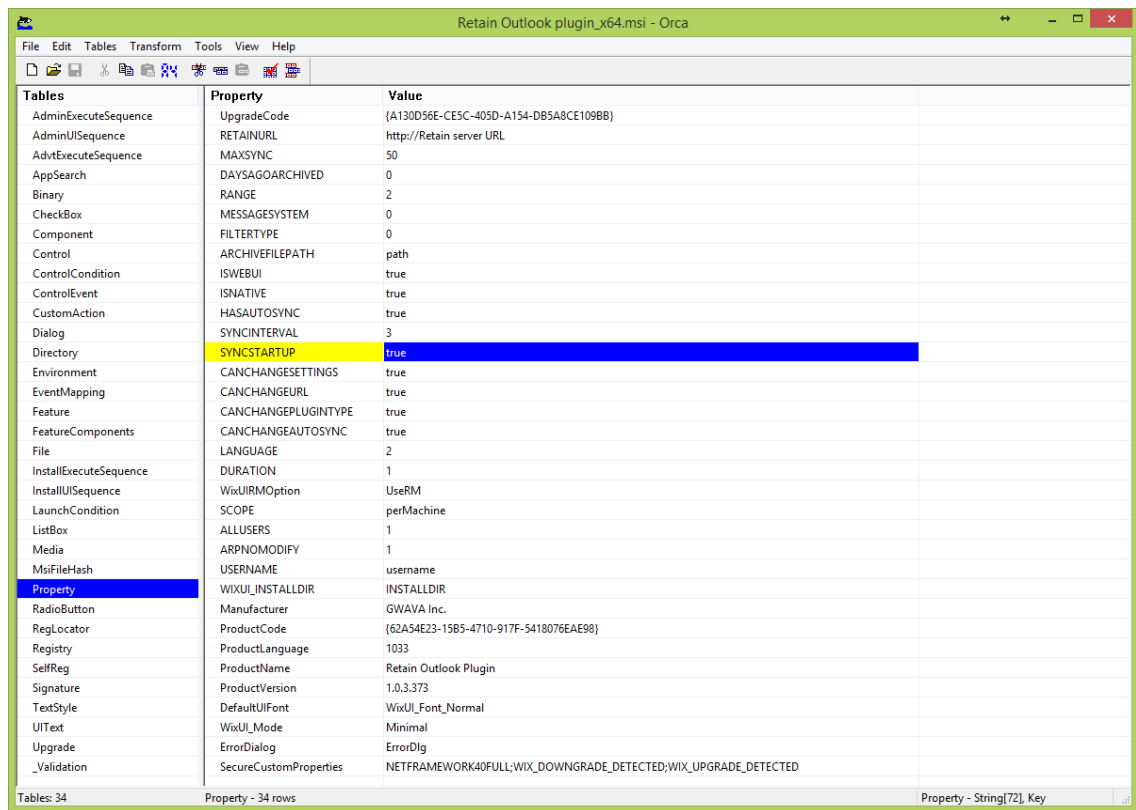 Retain Outlook plugin_x64.msi - Orca
File Edit Tables Transform Tools View Help
Tables Property Value
AdminExecuteSequence UpgradeCode {A130D56E-CE5C-405D-A154-DB5A8CE109BB}
AdminUISequence RETAINURL http://Retain server URL
AdvtExecuteSequence MAXSYNC 50
AppSearch DAYSAGOARCHIVED 0
Binary RANGE 2
CheckBox MESSAGESYSTEM 0
Component FILTERTYPE 0
Control ARCHIVEFILEPATH path
ControlCondition ISWEBUI true
ControlEvent ISNATIVE true
CustomAction HASAUTOSYNC true
Dialog SYNCINTERVAL 3
Directory SYNCSTARTUP true
Environment CANCHANGESETTINGS true
EventMapping CANCHANGEURL true
Feature CANCHANGEPLUGINTYPE true
FeatureComponents CANCHANGEAUTOSYNC true
File LANGUAGE 2
InstallExecuteSequence DURATION 1
InstallUISequence WixUIRMOption UseRM
LaunchCondition SCOPE perMachine
ListBox ALLUSERS 1
Media ARPNOMODIFY 1
MsiFileHash USERNAME username
Property WIXUI_INSTALLDIR INSTALLDIR
RadioButton Manufacturer GWAVA Inc.
RegLocator ProductCode {62A54E23-15B5-4710-917F-5418076EAE98}
Registry ProductLanguage 1033
SelfReg ProductName Retain Outlook Plugin
Signature ProductVersion 1.0.3.373
TextStyle DefaultUIFont WixUI_Font_Normal
UIText WixUI_Mode Minimal
Upgrade ErrorDialog ErrorDlg
_Validation SecureCustomProperties NETFRAMEWORK40FULL;WIX_DOWNGRADE_DETECTED;WIX_UPGRADE_DETECTED
Tables: 34 Property - 34 rows Property - String[72], Key